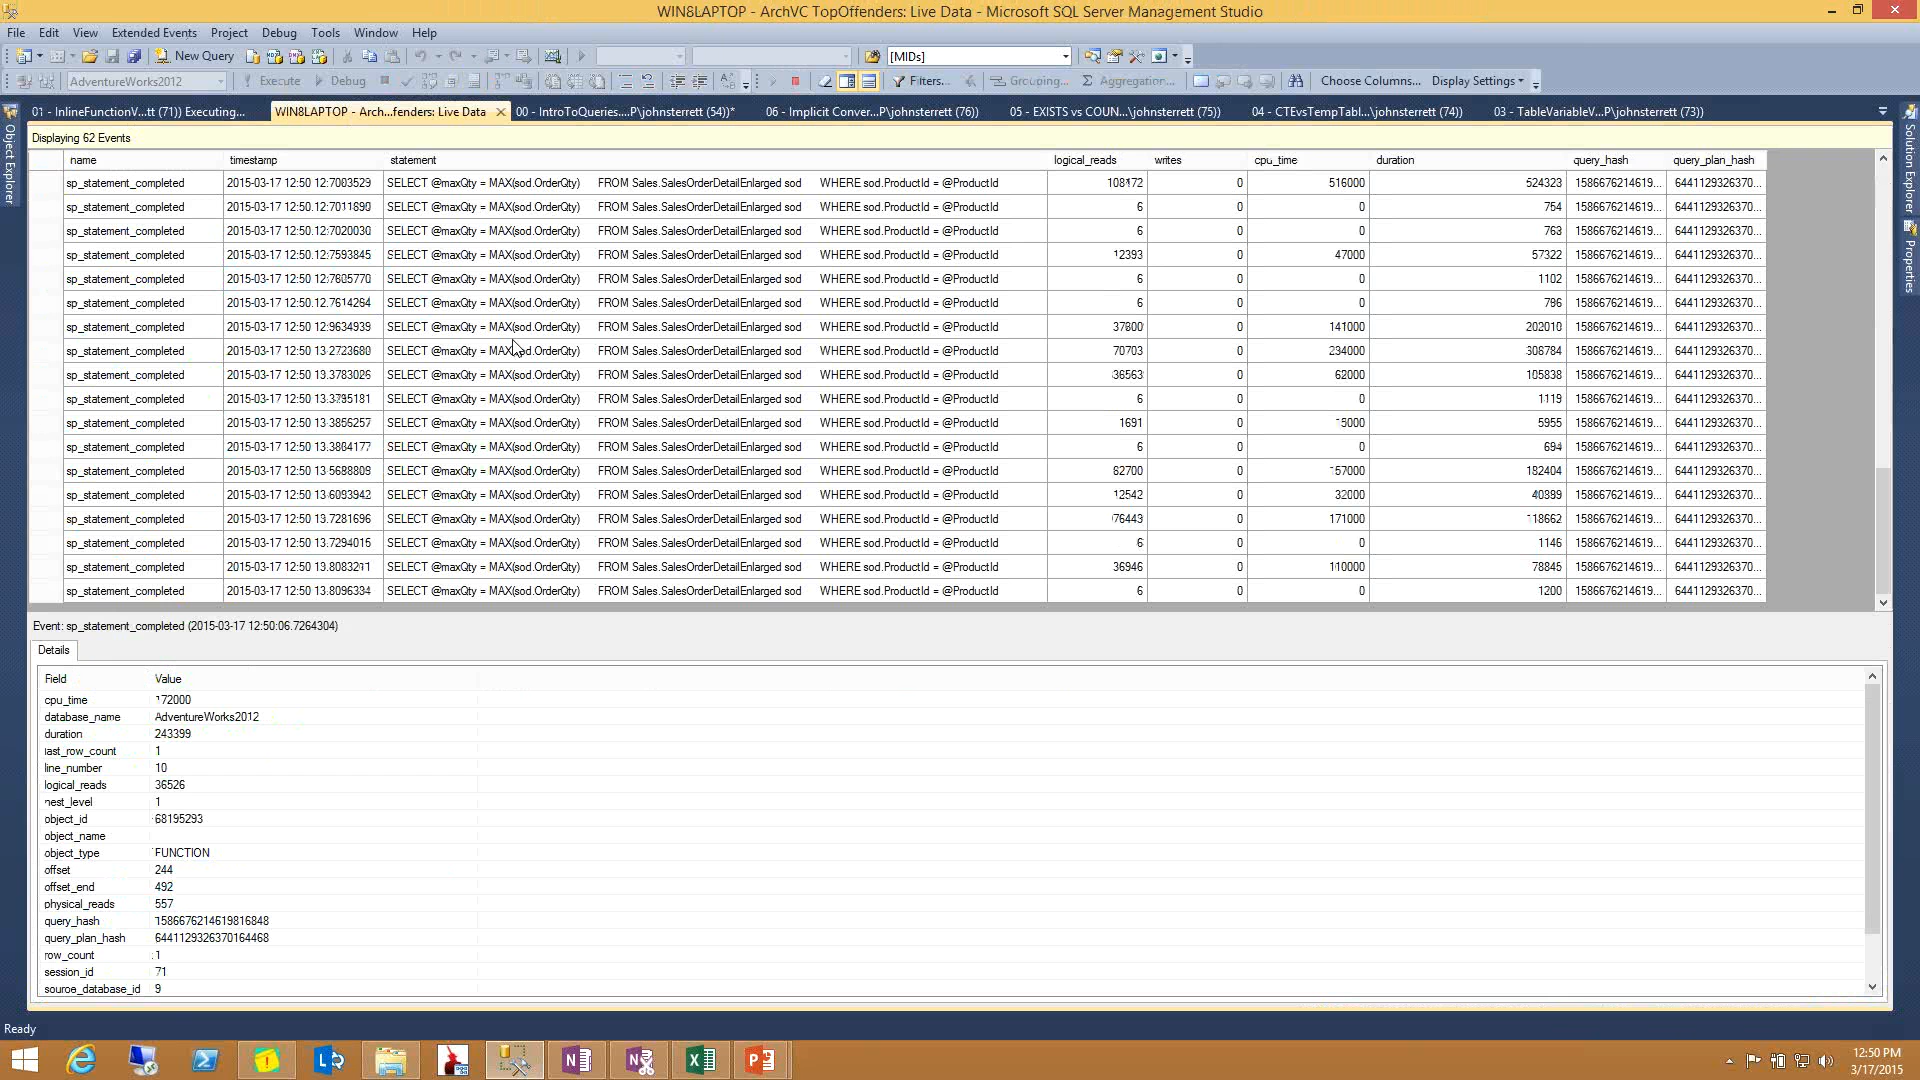 WIN8LAPTOP - ArchVC TopOffenders: Live Data - Microsoft SQL Server Management Studio
File Edit View Extended Events Project Debug Tools Window Help
New Query [MIDs]
AdventureWorks2012 Execute Debug Filters... Grouping... Aggregation... Choose Columns... Display Settings
01 - InlineFunctionV...tt (71)) Executing... WIN8LAPTOP - Arch...fenders: Live Data 00 - IntroToQueries....P\johnsterrett (54))* 06 - Implicit Conver...P\johnsterrett (76)) 05 - EXISTS vs COUN...\johnsterrett (75)) 04 - CTEvsTempTabl...\johnsterrett (74)) 03 - TableVariableV...P\johnsterrett (73))
Object Explorer
Solution Explorer
Properties
Displaying 62 Events
name timestamp statement logical_reads writes cpu_time duration query_hash query_plan_hash
sp_statement_completed 2015-03-17 12:50:12.7003529 SELECT @maxQty = MAX(sod.OrderQty) FROM Sales.SalesOrderDetailEnlarged sod WHERE sod.ProductId = @ProductId 108172 0 516000 524323 1586676214619... 6441129326370...
sp_statement_completed 2015-03-17 12:50:12.7011890 SELECT @maxQty = MAX(sod.OrderQty) FROM Sales.SalesOrderDetailEnlarged sod WHERE sod.ProductId = @ProductId 6 0 0 754 1586676214619... 6441129326370...
sp_statement_completed 2015-03-17 12:50:12.7020030 SELECT @maxQty = MAX(sod.OrderQty) FROM Sales.SalesOrderDetailEnlarged sod WHERE sod.ProductId = @ProductId 6 0 0 763 1586676214619... 6441129326370...
sp_statement_completed 2015-03-17 12:50:12.7593845 SELECT @maxQty = MAX(sod.OrderQty) FROM Sales.SalesOrderDetailEnlarged sod WHERE sod.ProductId = @ProductId 12393 0 47000 57322 1586676214619... 6441129326370...
sp_statement_completed 2015-03-17 12:50:12.7605770 SELECT @maxQty = MAX(sod.OrderQty) FROM Sales.SalesOrderDetailEnlarged sod WHERE sod.ProductId = @ProductId 6 0 0 1102 1586676214619... 6441129326370...
sp_statement_completed 2015-03-17 12:50:12.7614264 SELECT @maxQty = MAX(sod.OrderQty) FROM Sales.SalesOrderDetailEnlarged sod WHERE sod.ProductId = @ProductId 6 0 0 796 1586676214619... 6441129326370...
sp_statement_completed 2015-03-17 12:50:12.9634939 SELECT @maxQty = MAX(sod.OrderQty) FROM Sales.SalesOrderDetailEnlarged sod WHERE sod.ProductId = @ProductId 37800 0 141000 202010 1586676214619... 6441129326370...
sp_statement_completed 2015-03-17 12:50:13.2723680 SELECT @maxQty = MAX(sod.OrderQty) FROM Sales.SalesOrderDetailEnlarged sod WHERE sod.ProductId = @ProductId 70703 0 234000 308784 1586676214619... 6441129326370...
sp_statement_completed 2015-03-17 12:50:13.3783026 SELECT @maxQty = MAX(sod.OrderQty) FROM Sales.SalesOrderDetailEnlarged sod WHERE sod.ProductId = @ProductId 36563 0 62000 105838 1586676214619... 6441129326370...
sp_statement_completed 2015-03-17 12:50 SELECT @maxQty = MAX(sod.OrderQty) FROM Sales.SalesOrderDetailEnlarged sod WHERE sod.ProductId = @ProductId 6 0 0 1119 1586676214619... 6441129326370...
sp_statement_completed 2015-03-17 12:50:13.3856257 SELECT @maxQty = MAX(sod.OrderQty) FROM Sales.SalesOrderDetailEnlarged sod WHERE sod.ProductId = @ProductId 1691 0 15000 5955 1586676214619... 6441129326370...
sp_statement_completed 2015-03-17 12:50:13.3864177 SELECT @maxQty = MAX(sod.OrderQty) FROM Sales.SalesOrderDetailEnlarged sod WHERE sod.ProductId = @ProductId 6 0 0 694 1586676214619... 6441129326370...
sp_statement_completed 2015-03-17 12:50:13.5688809 SELECT @maxQty = MAX(sod.OrderQty) FROM Sales.SalesOrderDetailEnlarged sod WHERE sod.ProductId = @ProductId 62700 0 157000 182404 1586676214619... 6441129326370...
sp_statement_completed 2015-03-17 12:50:13.6093942 SELECT @maxQty = MAX(sod.OrderQty) FROM Sales.SalesOrderDetailEnlarged sod WHERE sod.ProductId = @ProductId 12542 0 32000 40399 1586676214619... 6441129326370...
sp_statement_completed 2015-03-17 12:50:13.7281696 SELECT @maxQty = MAX(sod.OrderQty) FROM Sales.SalesOrderDetailEnlarged sod WHERE sod.ProductId = @ProductId 76443 0 171000 118662 1586676214619... 6441129326370...
sp_statement_completed 2015-03-17 12:50:13.7294015 SELECT @maxQty = MAX(sod.OrderQty) FROM Sales.SalesOrderDetailEnlarged sod WHERE sod.ProductId = @ProductId 6 0 0 1146 1586676214619... 6441129326370...
sp_statement_completed 2015-03-17 12:50:13.8083211 SELECT @maxQty = MAX(sod.OrderQty) FROM Sales.SalesOrderDetailEnlarged sod WHERE sod.ProductId = @ProductId 36946 0 110000 78845 1586676214619... 6441129326370...
sp_statement_completed 2015-03-17 12:50:13.8096334 SELECT @maxQty = MAX(sod.OrderQty) FROM Sales.SalesOrderDetailEnlarged sod WHERE sod.ProductId = @ProductId 6 0 0 1200 1586676214619... 6441129326370...
Event: sp_statement_completed (2015-03-17 12:50:06.7264304)
Details
Field Value
cpu_time 172000
database_name AdventureWorks2012
duration 243399
last_row_count 1
line_number 10
logical_reads 36526
nest_level 1
object_id 68195293
object_name
object_type FUNCTION
offset 244
offset_end 492
physical_reads 557
query_hash 1586676214619816848
query_plan_hash 6441129326370164468
row_count 1
session_id 71
source_database_id 9
Ready
12:50 PM
3/17/2015